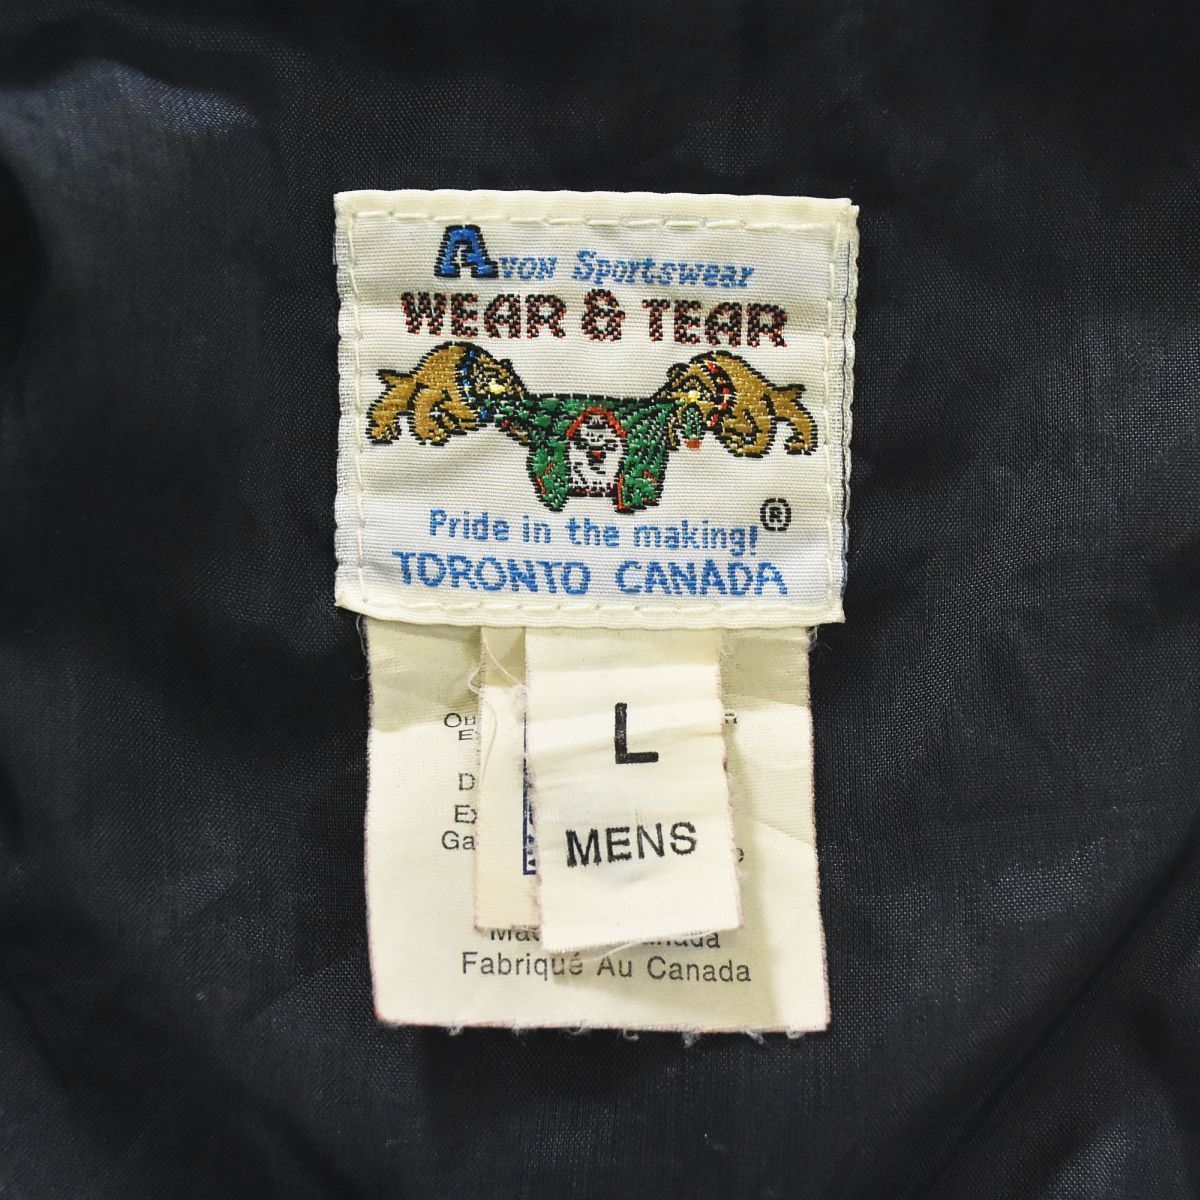 Avon Sportswear
WEAR & TEAR
Pride in the making! ®
TORONTO CANADA
L
MENS
Fabriqué Au Canada